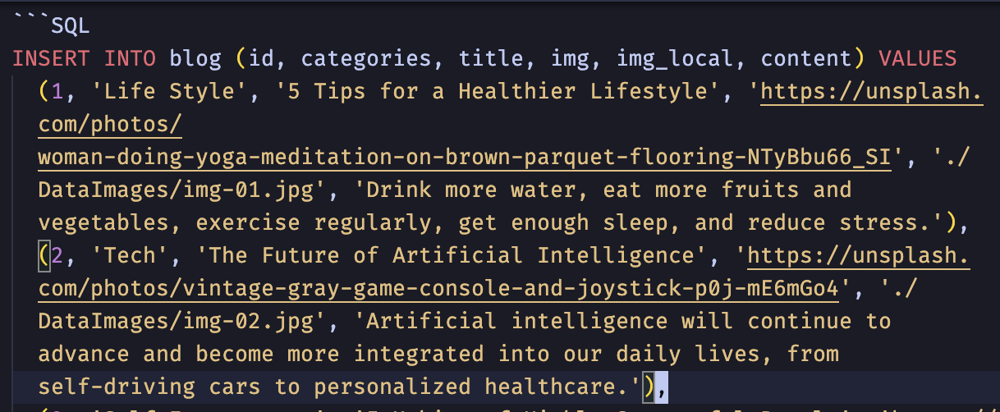 ```SQL
INSERT INTO blog (id, categories, title, img, img_local, content) VALUES
(1, 'Life Style', '5 Tips for a Healthier Lifestyle', 'https://unsplash.
com/photos/
woman-doing-yoga-meditation-on-brown-parquet-flooring-NTyBbu66_SI', './
DataImages/img-01.jpg', 'Drink more water, eat more fruits and
vegetables, exercise regularly, get enough sleep, and reduce stress.'),
(2, 'Tech', 'The Future of Artificial Intelligence', 'https://unsplash.
com/photos/vintage-gray-game-console-and-joystick-p0j-mE6mGo4', './
DataImages/img-02.jpg', 'Artificial intelligence will continue to
advance and become more integrated into our daily lives, from
self-driving cars to personalized healthcare.'),